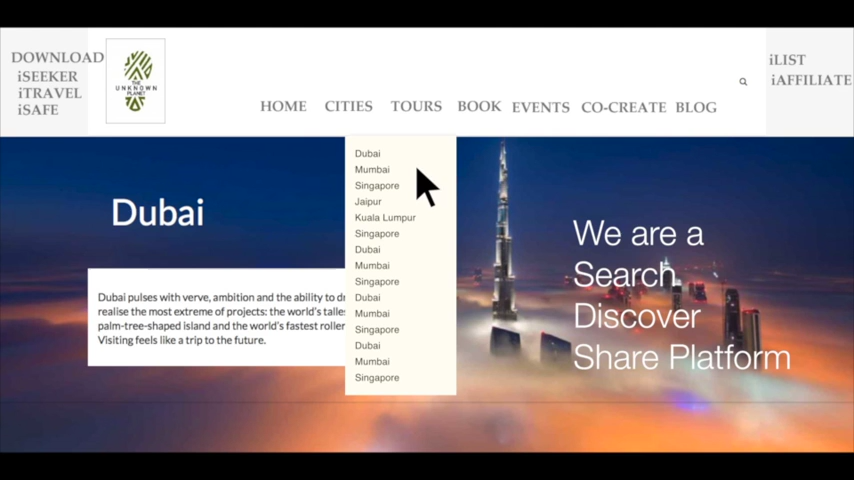 DOWNLOAD
iSEEKER
iTRAVEL
iSAFE
THE
UNKNOWN
PLANET
iLIST
iAFFILIATE
HOME CITIES TOURS BOOK EVENTS CO-CREATE BLOG
Dubai
Mumbai
Singapore
Jaipur
Kuala Lumpur
Singapore
Dubai
Mumbai
Singapore
Dubai
Mumbai
Singapore
Dubai
Mumbai
Singapore
Dubai
Dubai pulses with verve, ambition and the ability to
realise the most extreme of projects: the world's
palm-tree-shaped island and the world's fastest roller
Visiting feels like a trip to the future.
We are a
Search
Discover
Share Platform